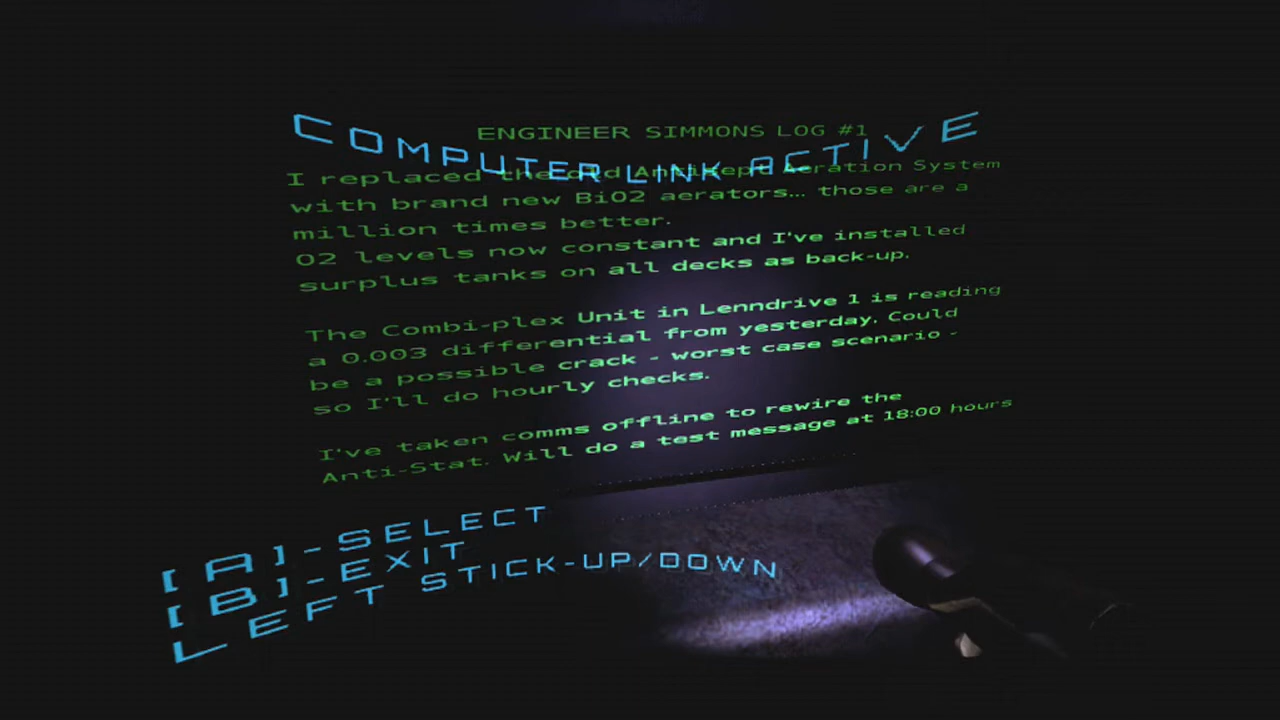 ENGINEER SIMMONS LOG #1
COMPUTER LINK ACTIVE
I replaced the old Antisept Aeration System
with brand new BiO2 aerators... those are a
million times better.
O2 levels now constant and I've installed
surplus tanks on all decks as back-up.
The Combi-plex Unit in Lenndrive 1 is reading
a 0.003 differential from yesterday. Could
be a possible crack - worst case scenario -
so I'll do hourly checks.
I've taken comms offline to rewire the
Anti-Stat. Will do a test message at 18:00 hours
[A]-SELECT
[B]-EXIT
LEFT STICK-UP/DOWN